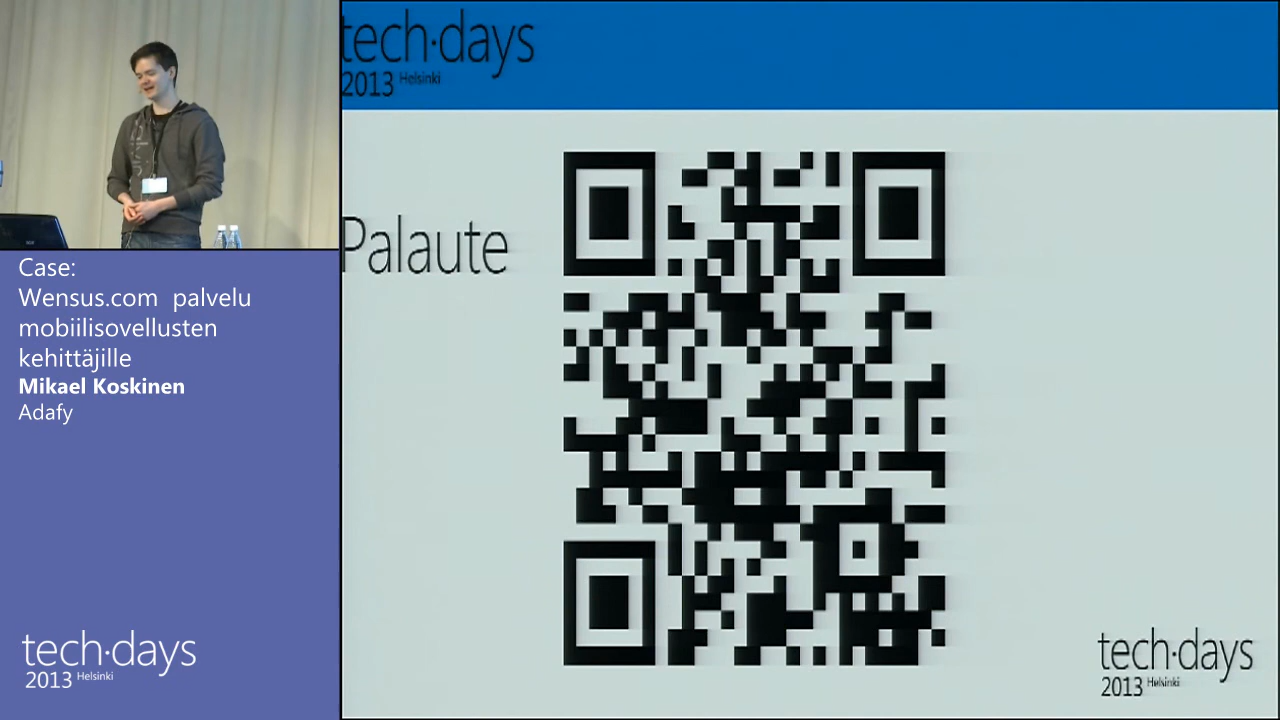 tech·days
2013 Helsinki
Palaute
Case:
Wensus.com palvelu
mobiilisovellusten
kehittäjille
Mikael Koskinen
Adafy
tech·days
2013 Helsinki
tech·days
2013 Helsinki